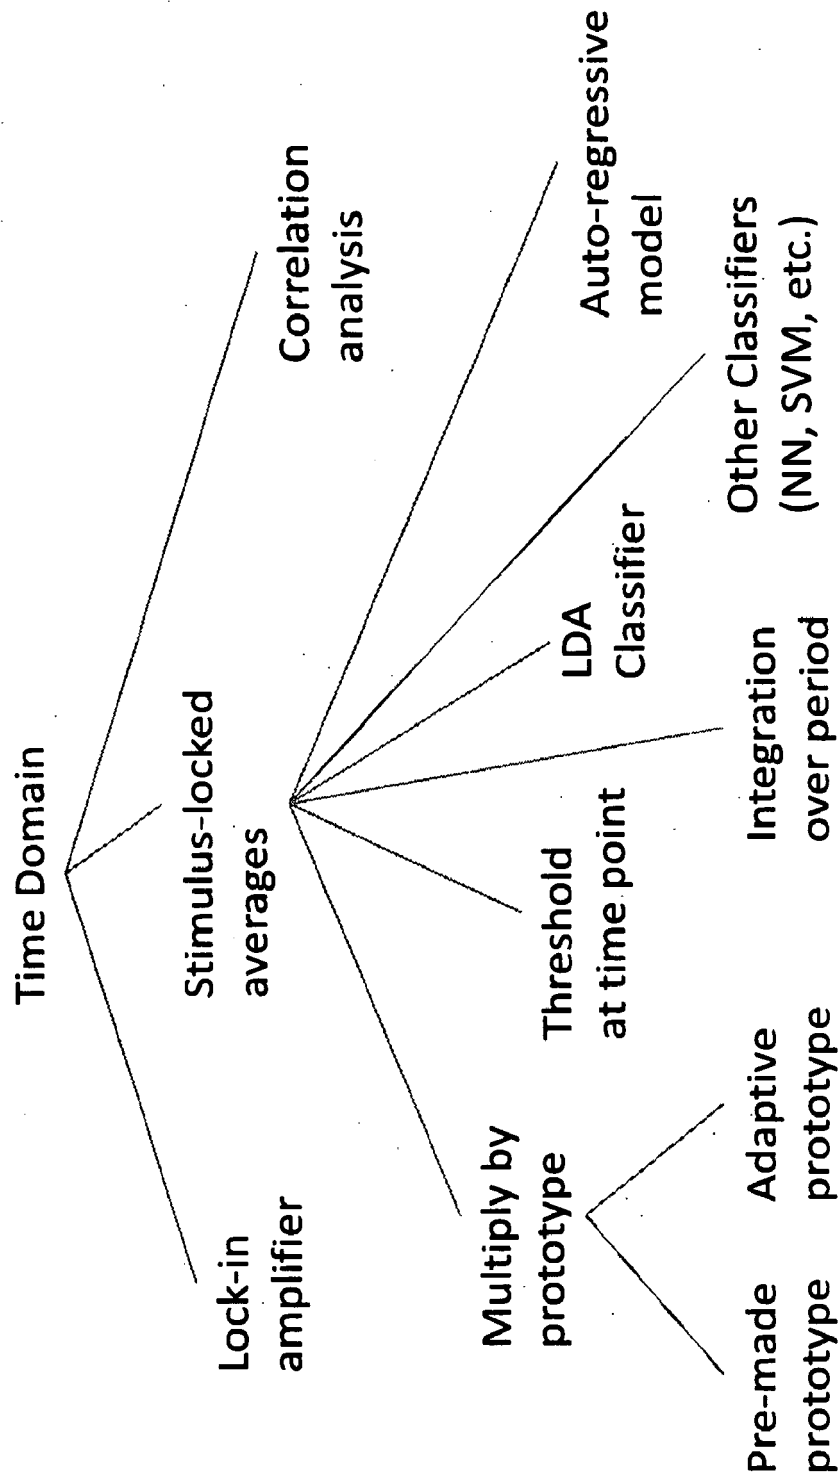 Time Domain
Lock-in
amplifier
Stimulus-locked
averages
Correlation
analysis
Multiply by
prototype
Threshold
at time point
LDA
Classifier
Auto-regressive
model
Pre-made
prototype
Adaptive
prototype
Integration
over period
Other Classifiers
(NN, SVM, etc.)